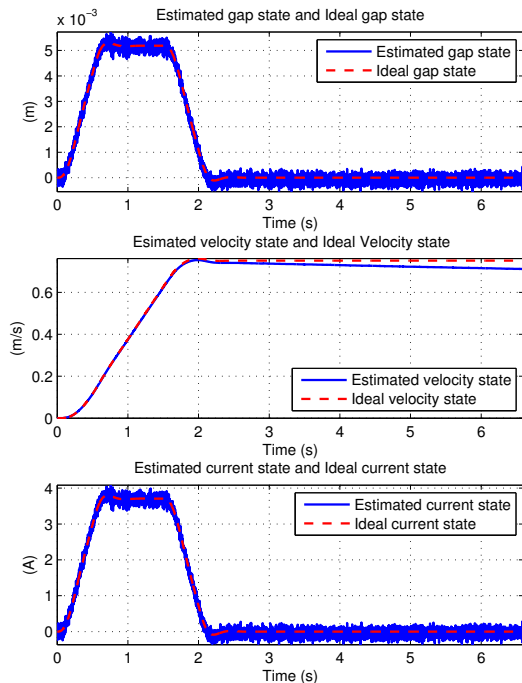 Estimated gap state and Ideal gap state
x 10⁻³
5
4
3
2
1
0
(m)
Estimated gap state
Ideal gap state
0 1 2 3 4 5 6
Time (s)
Esimated velocity state and Ideal Velocity state
0.6
0.4
0.2
0
(m/s)
Estimated velocity state
Ideal velocity state
0 1 2 3 4 5 6
Time (s)
Estimated current state and Ideal current state
4
3
2
1
0
(A)
Estimated current state
Ideal current state
0 1 2 3 4 5 6
Time (s)